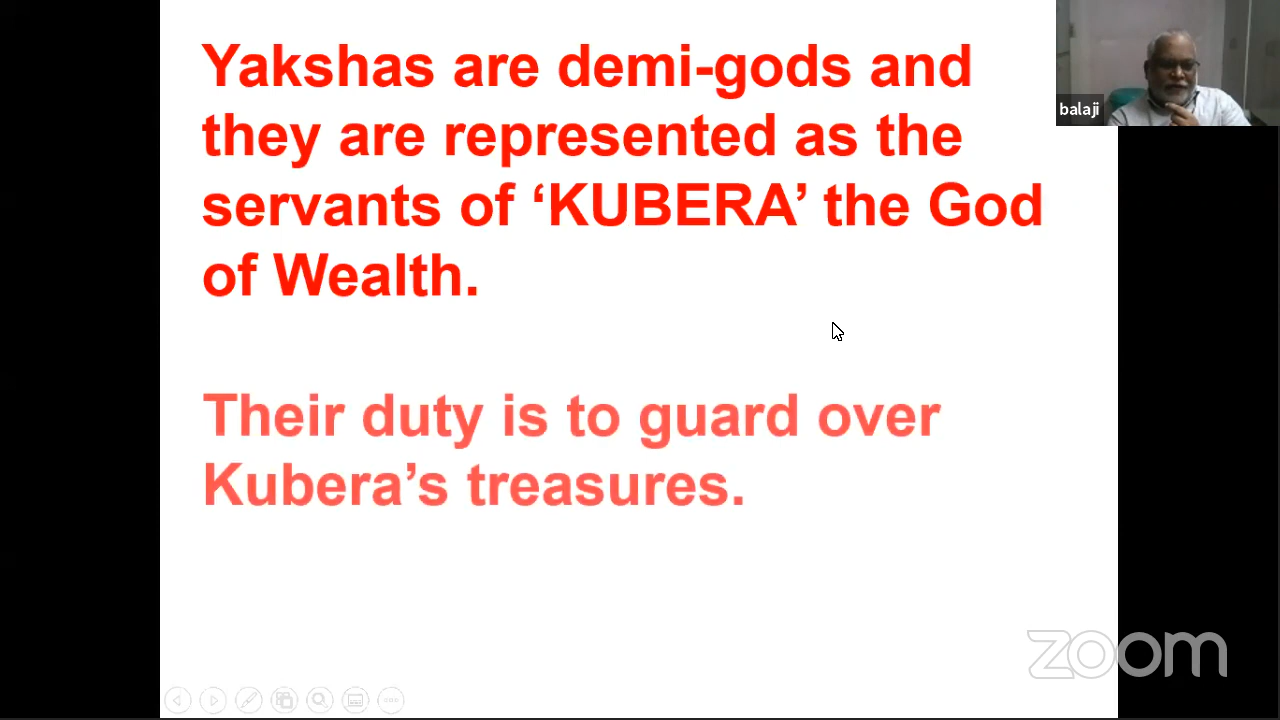 Yakshas are demi-gods and
they are represented as the
servants of ‘KUBERA’ the God
of Wealth.
Their duty is to guard over
Kubera’s treasures.
balaji
zoom